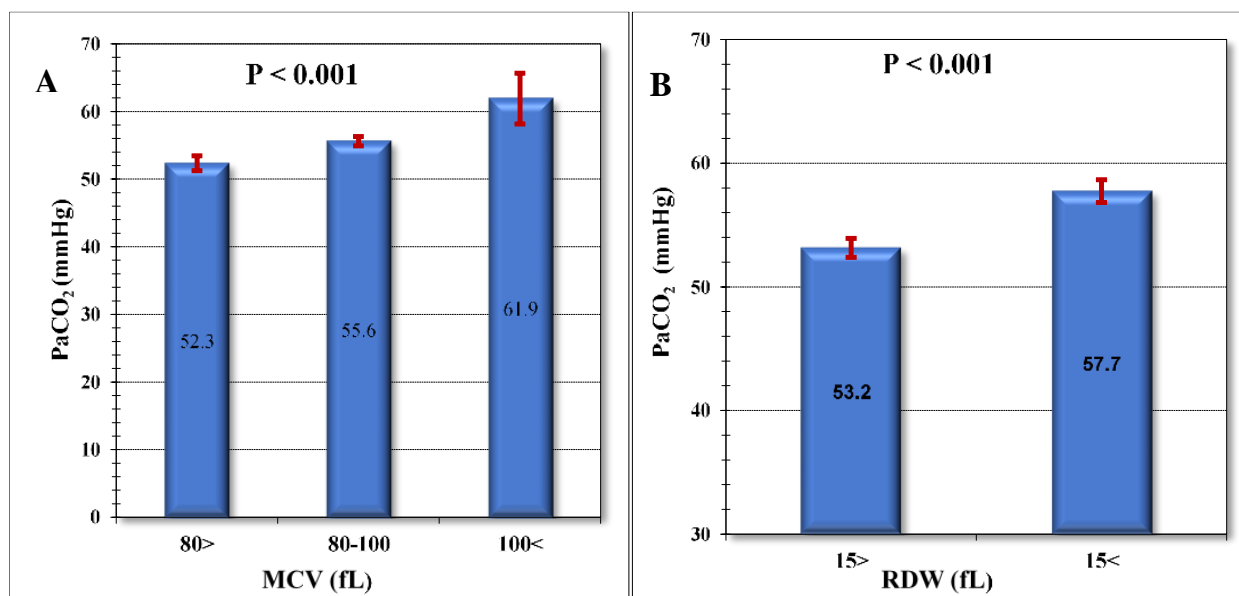 A
P < 0.001
PaCO2 (mmHg)
70
60
50
40
30
20
10
0
52.3
55.6
61.9
80>
80-100
100<
MCV (fL)
B
P < 0.001
PaCO2 (mmHg)
70
60
50
40
30
53.2
57.7
15>
15<
RDW (fL)